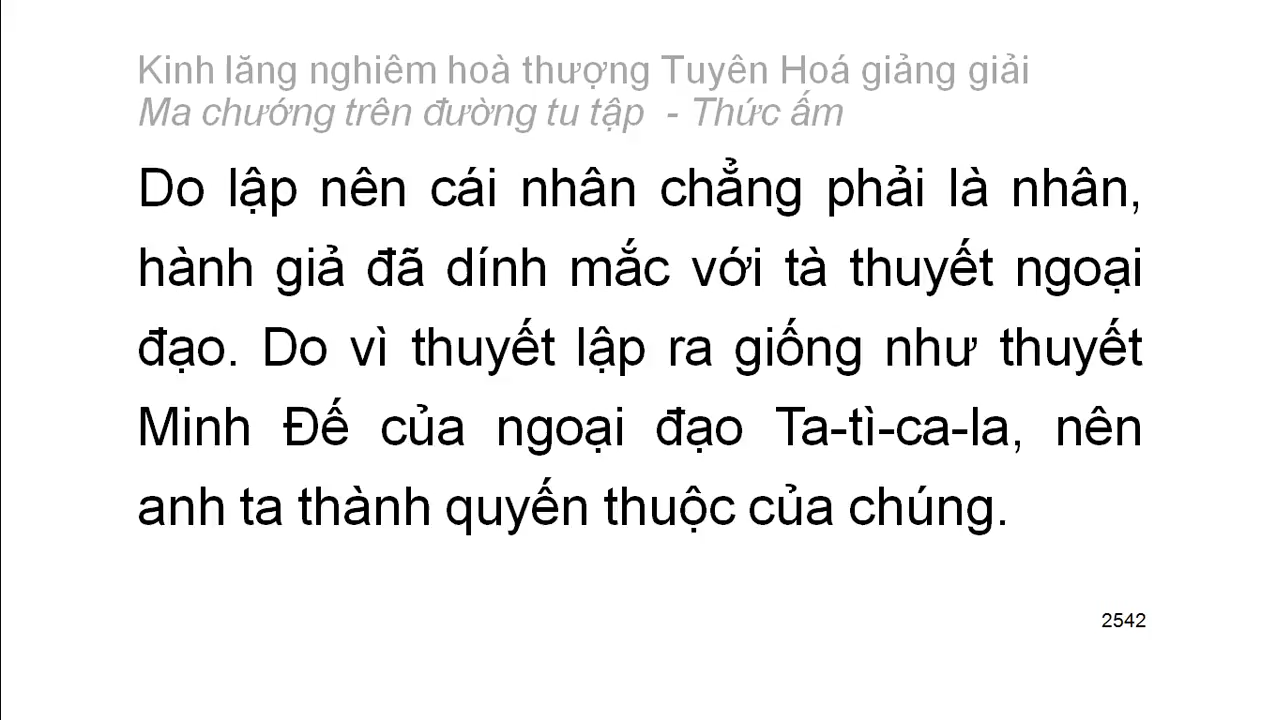 Kinh lăng nghiêm hoà thượng Tuyên Hoá giảng giải
Ma chướng trên đường tu tập - Thức ấm
Do lập nên cái nhân chẳng phải là nhân,
hành giả đã dính mắc với tà thuyết ngoại
đạo. Do vì thuyết lập ra giống như thuyết
Minh Đế của ngoại đạo Ta-tì-ca-la, nên
anh ta thành quyến thuộc của chúng.
2542